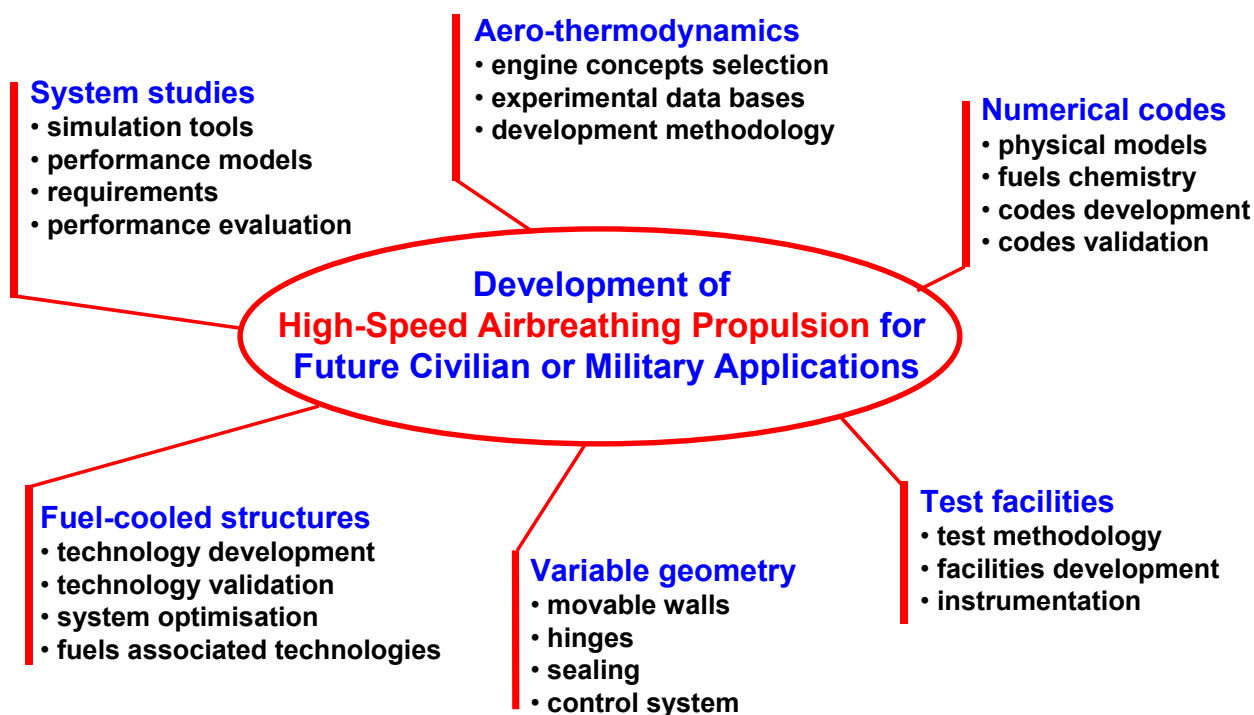 Aero-thermodynamics
• engine concepts selection
• experimental data bases
• development methodology
System studies
• simulation tools
• performance models
• requirements
• performance evaluation
Numerical codes
• physical models
• fuels chemistry
• codes development
• codes validation
Development of
High-Speed Airbreathing Propulsion for
Future Civilian or Military Applications
Fuel-cooled structures
• technology development
• technology validation
• system optimisation
• fuels associated technologies
Variable geometry
• movable walls
• hinges
• sealing
• control system
Test facilities
• test methodology
• facilities development
• instrumentation